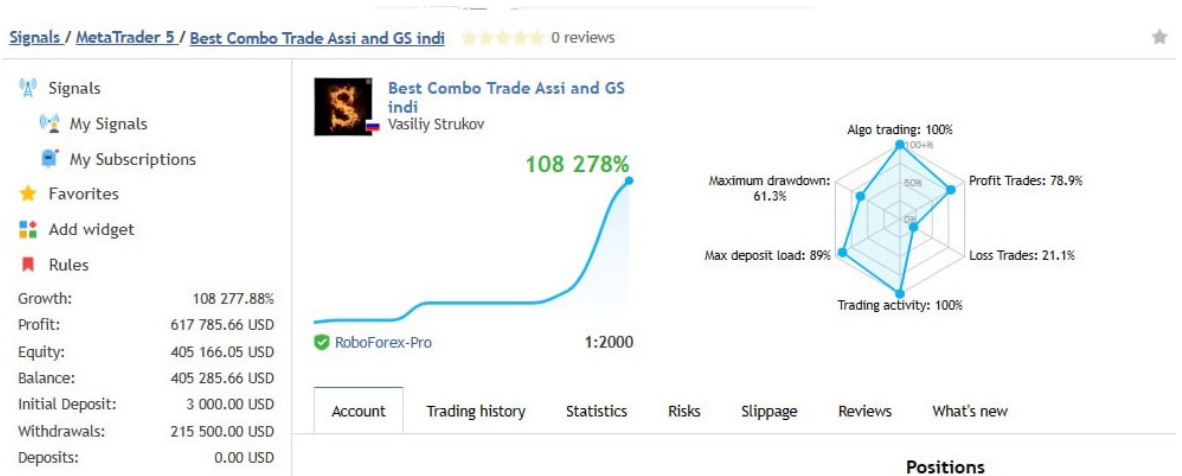 Signals / MetaTrader 5 / Best Combo Trade Assi and GS indi 0 reviews
Signals
My Signals
My Subscriptions
Favorites
Add widget
Rules
Growth: 108 277.88%
Profit: 617 785.66 USD
Equity: 405 166.05 USD
Balance: 405 285.66 USD
Initial Deposit: 3 000.00 USD
Withdrawals: 215 500.00 USD
Deposits: 0.00 USD
S
Best Combo Trade Assi and GS
indi
Vasiliy Strukov
108 278%
RoboForex-Pro 1:2000
Algo trading: 100%
100+%
Maximum drawdown:
61.3%
50%
Profit Trades: 78.9%
0%
Max deposit load: 89%
Loss Trades: 21.1%
Trading activity: 100%
Account Trading history Statistics Risks Slippage Reviews What's new
Positions